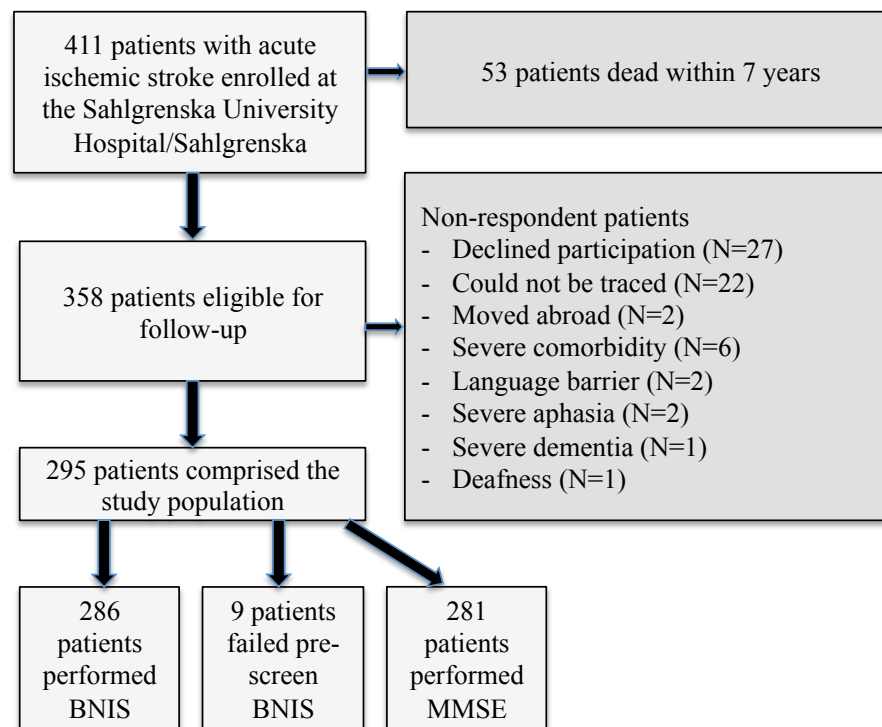 411 patients with acute
ischemic stroke enrolled at
the Sahlgrenska University
Hospital/Sahlgrenska
53 patients dead within 7 years
358 patients eligible for
follow-up
Non-respondent patients
- Declined participation (N=27)
- Could not be traced (N=22)
- Moved abroad (N=2)
- Severe comorbidity (N=6)
- Language barrier (N=2)
- Severe aphasia (N=2)
- Severe dementia (N=1)
- Deafness (N=1)
295 patients comprised the
study population
286
patients
performed
BNIS
9 patients
failed pre-
screen
BNIS
281
patients
performed
MMSE